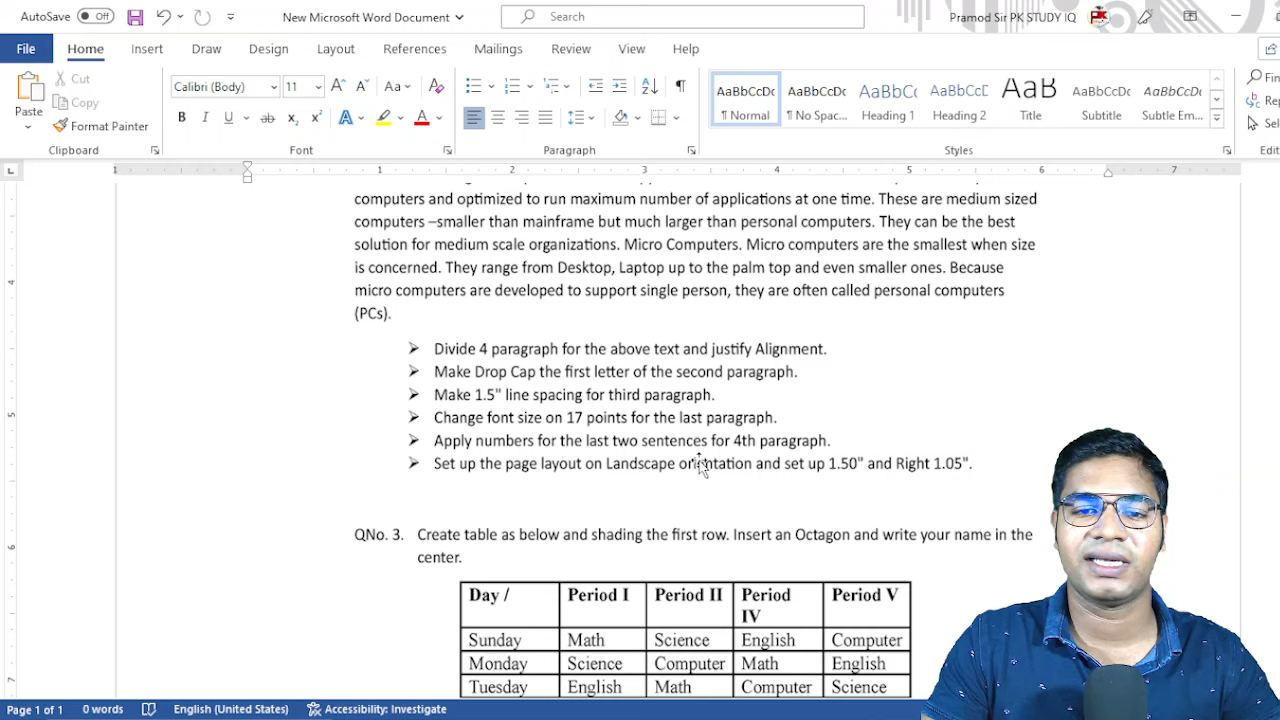 AutoSave Off New Microsoft Word Document Search Pramod Sir PK STUDY IQ
File Home Insert Draw Design Layout References Mailings Review View Help
Paste Cut Copy Format Painter
Calibri (Body) 11
AaBbCcDc AaBbCcDc AaBbC AaBbCcE AaB AaBbCcD AaBbCcDc
¶ Normal ¶ No Spac... Heading 1 Heading 2 Title Subtitle Subtle Em...
Clipboard Font Paragraph Styles
1 1 2 3 4 5 6 7
computers and optimized to run maximum number of applications at one time. These are medium sized
computers –smaller than mainframe but much larger than personal computers. They can be the best
solution for medium scale organizations. Micro Computers. Micro computers are the smallest when size
is concerned. They range from Desktop, Laptop up to the palm top and even smaller ones. Because
micro computers are developed to support single person, they are often called personal computers
(PCs).
➢ Divide 4 paragraph for the above text and justify Alignment.
➢ Make Drop Cap the first letter of the second paragraph.
➢ Make 1.5" line spacing for third paragraph.
➢ Change font size on 17 points for the last paragraph.
➢ Apply numbers for the last two sentences for 4th paragraph.
➢ Set up the page layout on Landscape orientation and set up 1.50" and Right 1.05".
QNo. 3. Create table as below and shading the first row. Insert an Octagon and write your name in the
center.
Day / Period I Period II Period IV Period V
Sunday Math Science English Computer
Monday Science Computer Math English
Tuesday English Math Computer Science
Page 1 of 1 0 words English (United States) Accessibility: Investigate